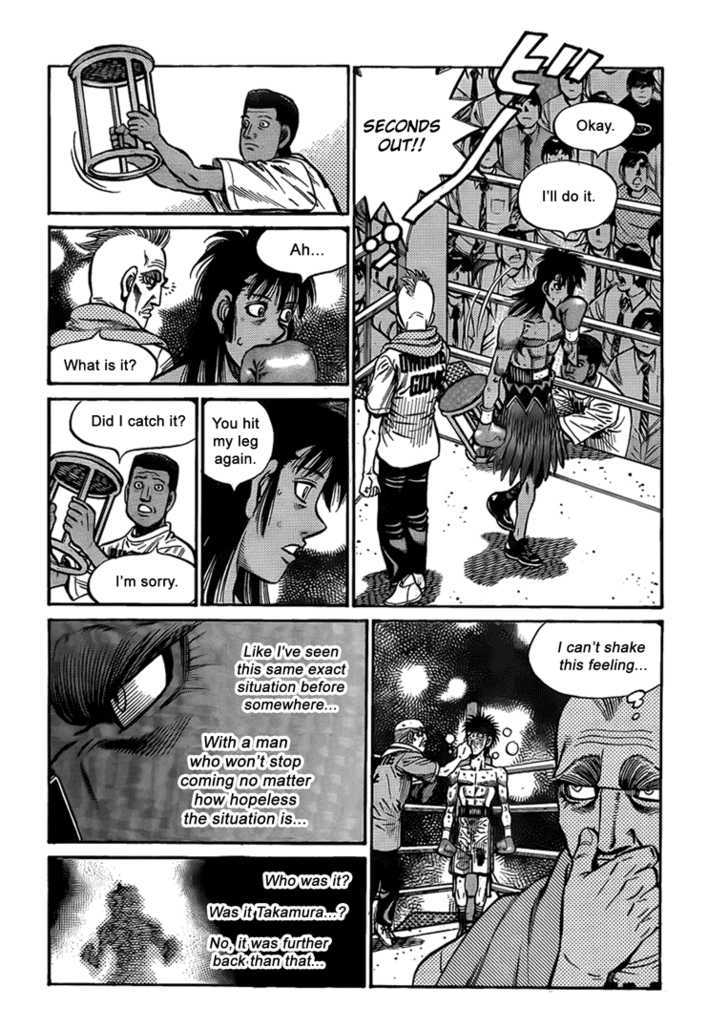 SECONDS
OUT!!
ビーッ
Okay.
I'll do it.
Ah...
What is it?
Did I catch it?
I'm sorry.
You hit
my leg
again.
Like I've seen
this same exact
situation before
somewhere...
With a man
who won't stop
coming no matter
how hopeless
the situation is...
I can't shake
this feeling...
Who was it?
Was it Takamura...?
No, it was further
back than that...